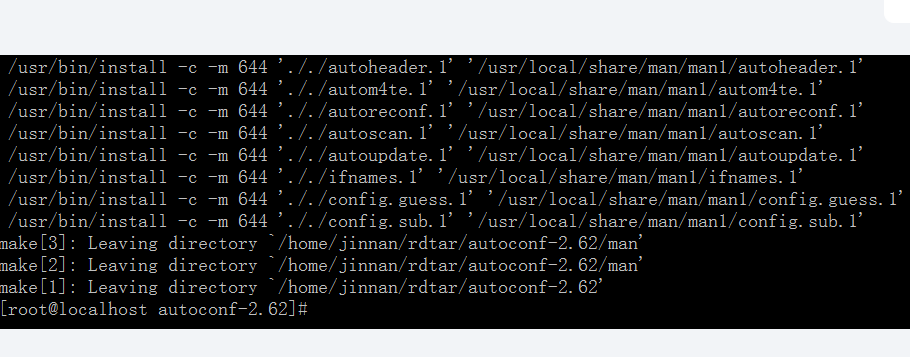 /usr/bin/install -c -m 644 './autoheader.1' '/usr/local/share/man/man1/autoheader.1'
/usr/bin/install -c -m 644 './autom4te.1' '/usr/local/share/man/man1/autom4te.1'
/usr/bin/install -c -m 644 './autoreconf.1' '/usr/local/share/man/man1/autoreconf.1'
/usr/bin/install -c -m 644 './autoscan.1' '/usr/local/share/man/man1/autoscan.1'
/usr/bin/install -c -m 644 './autoupdate.1' '/usr/local/share/man/man1/autoupdate.1'
/usr/bin/install -c -m 644 './ifnames.1' '/usr/local/share/man/man1/ifnames.1'
/usr/bin/install -c -m 644 './config.guess.1' '/usr/local/share/man/man1/config.guess.1'
/usr/bin/install -c -m 644 './config.sub.1' '/usr/local/share/man/man1/config.sub.1'
make[3]: Leaving directory `/home/jinnan/rdtar/autoconf-2.62/man'
make[2]: Leaving directory `/home/jinnan/rdtar/autoconf-2.62/man'
make[1]: Leaving directory `/home/jinnan/rdtar/autoconf-2.62'
[root@localhost autoconf-2.62]#